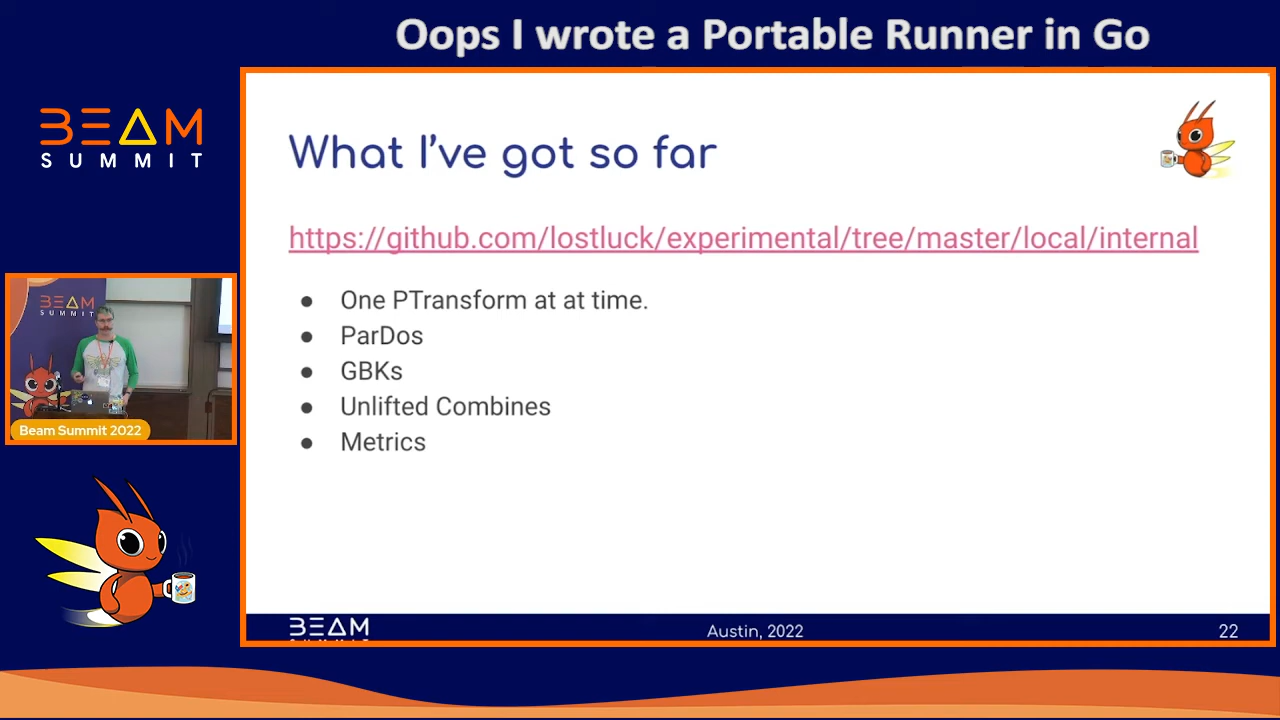 Oops I wrote a Portable Runner in Go
BEAM
SUMMIT
What I've got so far
https://github.com/lostluck/experimental/tree/master/local/internal
● One PTransform at at time.
● ParDos
● GBKs
● Unlifted Combines
● Metrics
BEAM
SUMMIT
Beam Summit 2022
BEAM
Austin, 2022
22